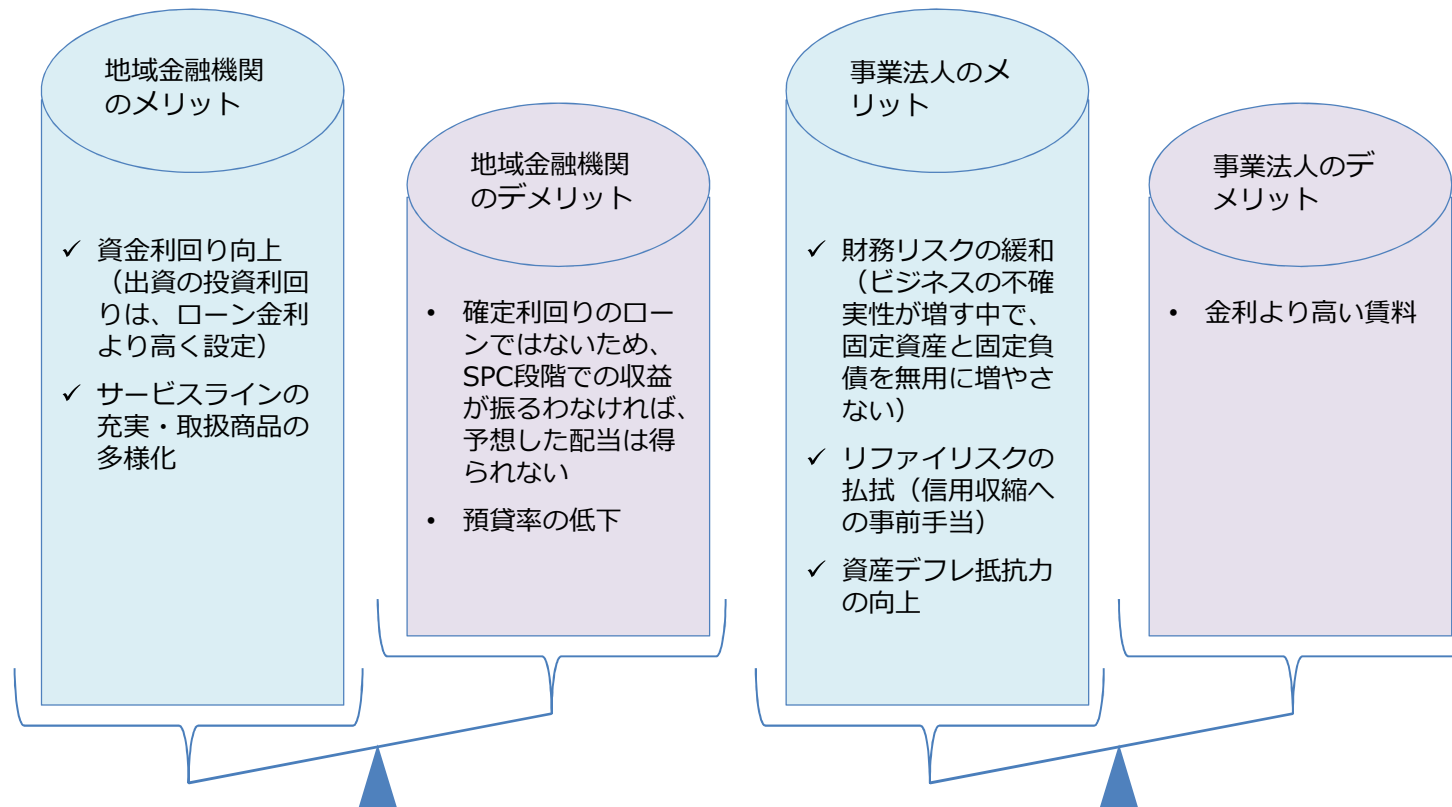 地域金融機関
のメリット
✓ 資金利回り向上
（出資の投資利回
りは、ローン金利
より高く設定）
✓ サービスラインの
充実・取扱商品の
多様化
地域金融機関
のデメリット
• 確定利回りのロー
ンではないため、
SPC段階での収益
が振るわなければ、
予想した配当は得
られない
• 預貸率の低下
事業法人のメ
リット
✓ 財務リスクの緩和
（ビジネスの不確
実性が増す中で、
固定資産と固定負
債を無用に増やさ
ない）
✓ リファイリスクの
払拭（信用収縮へ
の事前手当）
✓ 資産デフレ抵抗力
の向上
事業法人のデ
メリット
• 金利より高い賃料